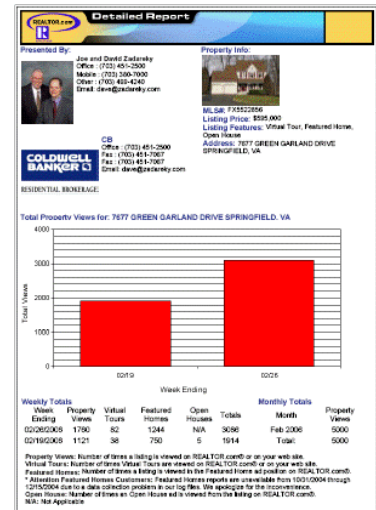 REALTOR.com
R
Detailed Report
Presented By:
Joe and David Zadareky
Office : (703) 451-2500
Mobile : (703) 380-7000
Other : (703) 489-4240
Email: dave@zadareky.com
Property Info:
MLS#: FX5522856
Listing Price: $595,000
Listing Features: Virtual Tour, Featured Home,
Open House
Address: 7677 GREEN GARLAND DRIVE
SPRINGFIELD, VA
COLDWELL
BANKER
CB
Office : (703) 451-2500
Fax : (703) 451-7067
Fax : (703) 451-7067
Email: dave@zadareky.com
RESIDENTIAL BROKERAGE
Total Property Views for: 7677 GREEN GARLAND DRIVE SPRINGFIELD. VA
Total Views
4000
3000
2000
1000
0
02/19
02/26
Week Ending
Weekly Totals
Week Ending Property Views Virtual Tours Featured Homes Open Houses Totals
02/26/2006 1760 82 1244 N/A 3086
02/19/2006 1121 38 750 5 1914
Monthly Totals
Month Property Views
Feb 2006 5000
Total: 5000
Property Views: Number of times a listing is viewed on REALTOR.com® or on your web site.
Virtual Tours: Number of times Virtual Tours are viewed on REALTOR.com® or on your web site.
Featured Homes: Number of times a listing is viewed in the Featured Home ad position on REALTOR.com®.
* Attention Featured Homes Customers: Featured Homes reports are unavailable from 10/31/2004 through
12/15/2004 due to a data collection problem in our log files. We apologize for the inconvenience.
Open House: Number of times an Open House ad is viewed from the listing on REALTOR.com®.
N/A: Not Applicable